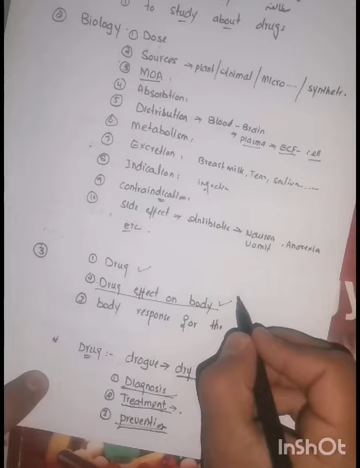 ① to study about drugs
② Biology: ① Dose
② Sources → plant/animal/micro.../synthetic.
③ MOA.
④ Absorption.
⑤ Distribution → Blood-Brain
→ plasma → ECF - cell
⑥ Metabolism.
⑦ Excretion. Breast milk, Tear, Saliva.....
⑧ Indication:
⑨ contraindication.
⑩ Side effect → Antibiotic → Nausea, Anorexia
Vomit
etc.
③
① Drug ✓
② Drug effect on body ✓
③ body response for the
* Drug :- drogue → dry
① Diagnosis
② Treatment.
③ prevention
InShOt